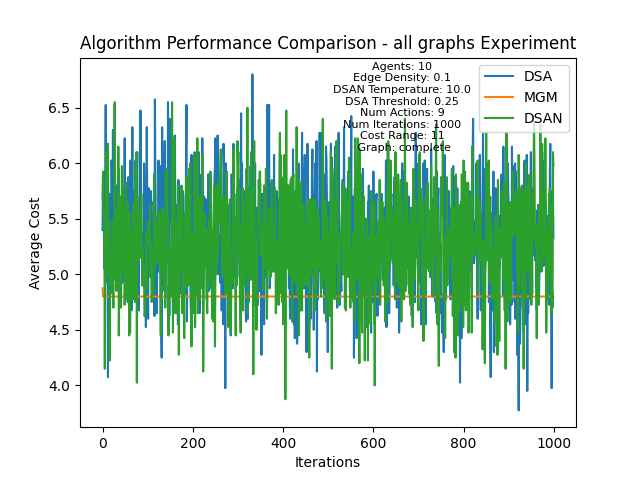 Algorithm Performance Comparison - all graphs Experiment
Agents: 10
Edge Density: 0.1
DSAN Temperature: 10.0
DSA Threshold: 0.25
Num Actions: 9
Num Iterations: 1000
Cost Range: 11
Graph: complete
DSA
MGM
DSAN
Average Cost
6.5
6.0
5.5
5.0
4.5
4.0
0
200
400
600
800
1000
Iterations